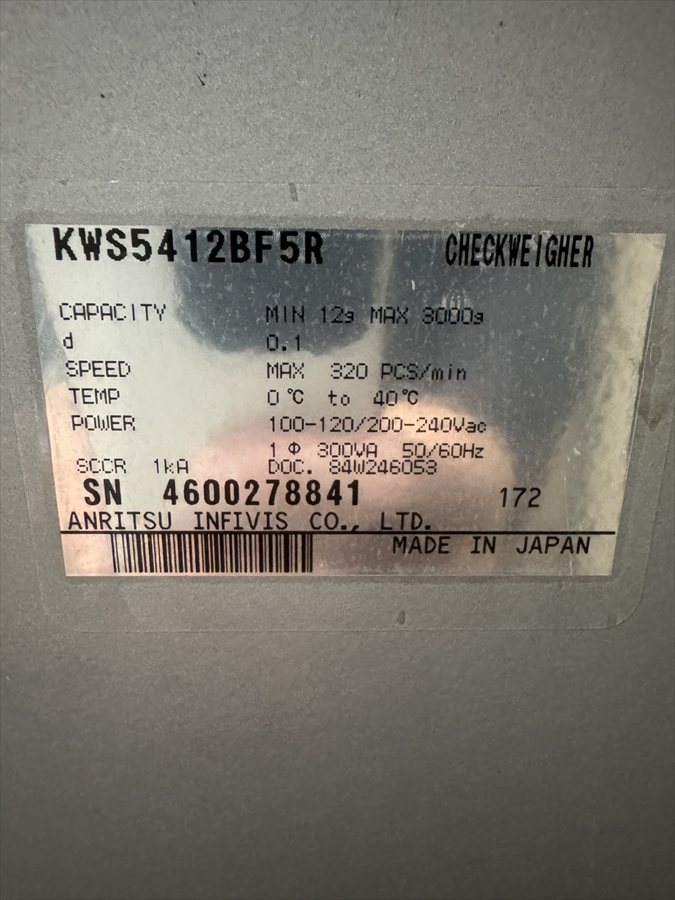 KWS5412BF5R CHECKWEIGHER
CAPACITY MIN 12g MAX 3000g
d 0.1
SPEED MAX 320 PCS/min
TEMP 0℃ to 40℃
POWER 100-120/200-240Vac
1 Φ 300VA 50/60Hz
SCCR 1kA DOC. 84W246053
SN 4600278841 172
ANRITSU INFIVIS CO., LTD.
MADE IN JAPAN